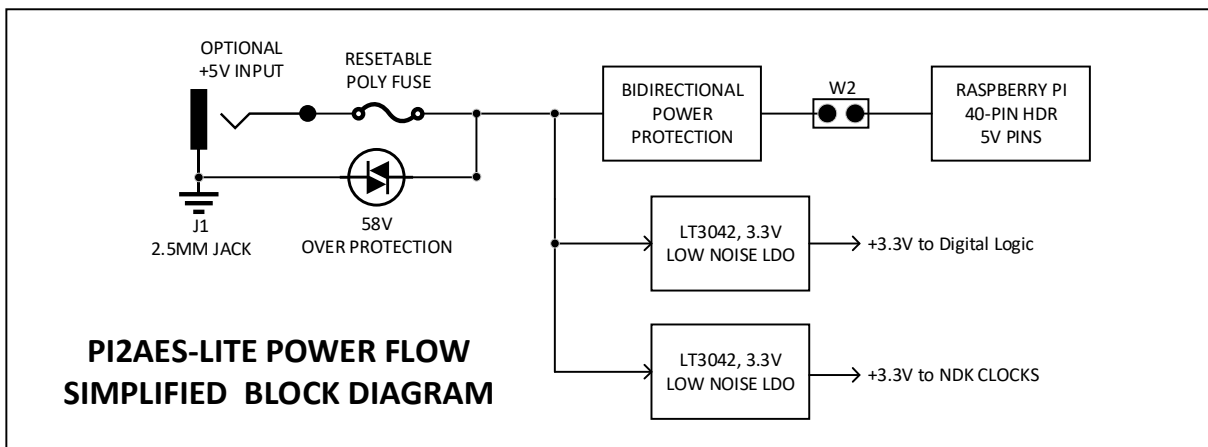 OPTIONAL
+5V INPUT
RESETABLE
POLY FUSE
BIDIRECTIONAL
POWER
PROTECTION
W2
RASPBERRY PI
40-PIN HDR
5V PINS
J1
2.5MM JACK
58V
OVER PROTECTION
LT3042, 3.3V
LOW NOISE LDO
+3.3V to Digital Logic
LT3042, 3.3V
LOW NOISE LDO
+3.3V to NDK CLOCKS
PI2AES-LITE POWER FLOW
SIMPLIFIED BLOCK DIAGRAM